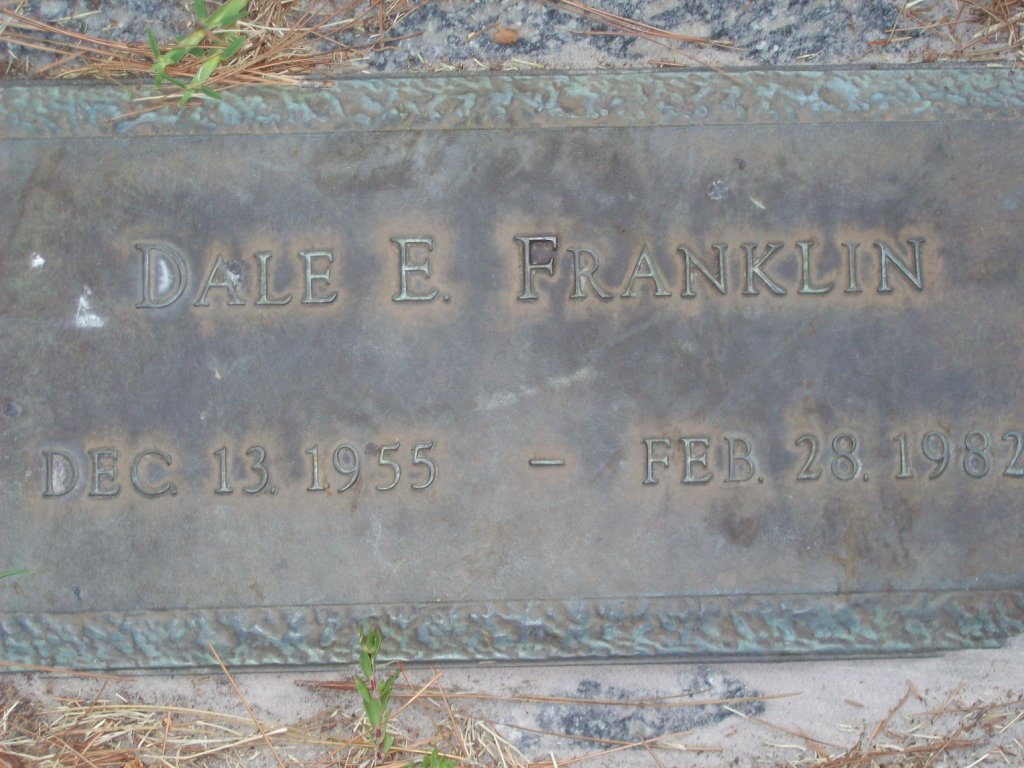 Dale E. Franklin
Dec. 13, 1955 – Feb. 28, 1982